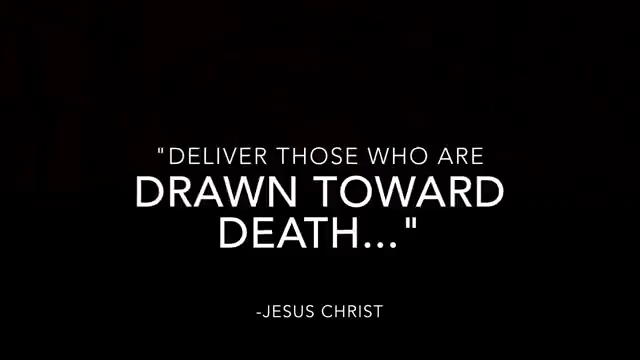 "DELIVER THOSE WHO ARE
DRAWN TOWARD
DEATH..."
-JESUS CHRIST